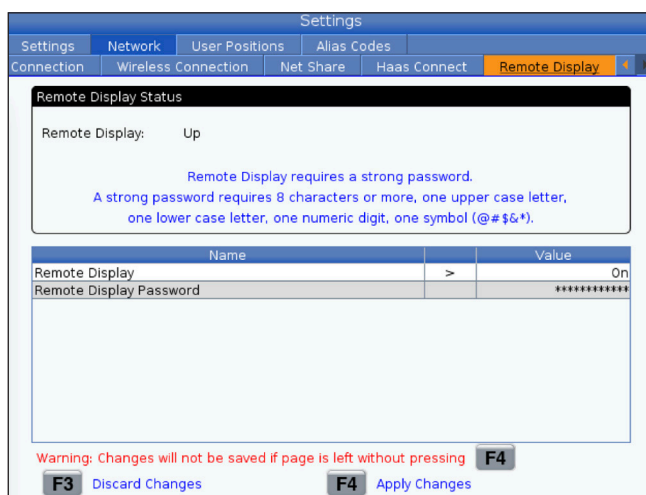 Settings
Settings Network User Positions Alias Codes
Connection Wireless Connection Net Share Haas Connect Remote Display
Remote Display Status
Remote Display: Up
Remote Display requires a strong password.
A strong password requires 8 characters or more, one upper case letter,
one lower case letter, one numeric digit, one symbol (@#$&*).
Name Value
Remote Display > On
Remote Display Password ************
Warning: Changes will not be saved if page is left without pressing F4
F3 Discard Changes F4 Apply Changes